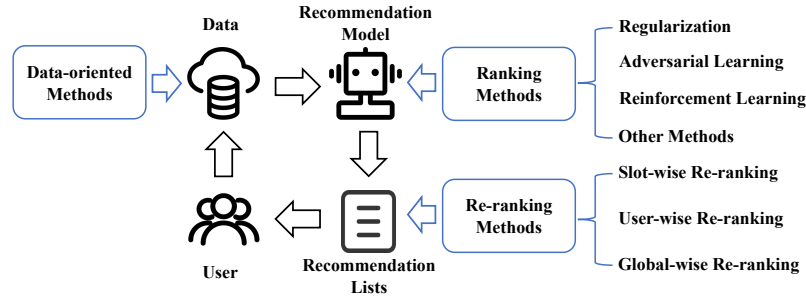 Data
Recommendation
Model
Data-oriented
Methods
Ranking
Methods
Regularization
Adversarial Learning
Reinforcement Learning
Other Methods
User
Recommendation
Lists
Re-ranking
Methods
Slot-wise Re-ranking
User-wise Re-ranking
Global-wise Re-ranking